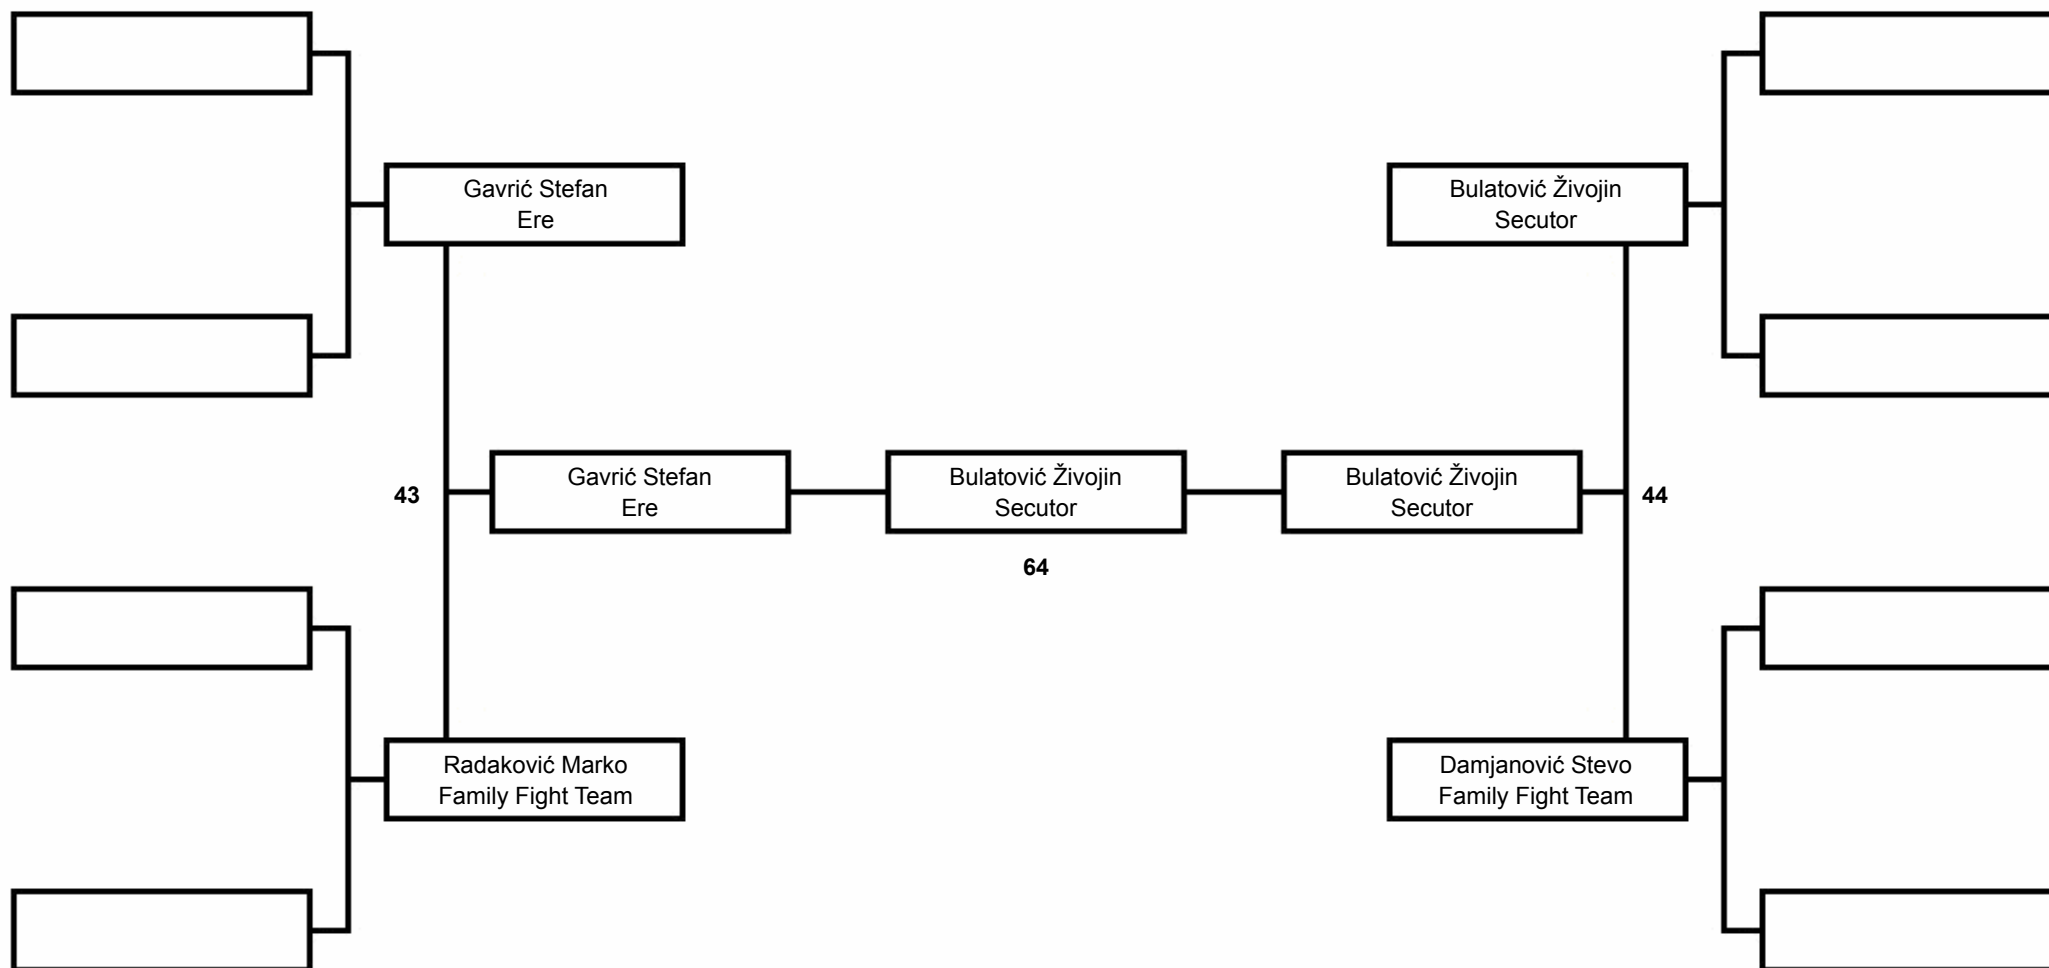 Gavrić Stefan
Ere
Bulatović Živojin
Secutor
43
Gavrić Stefan
Ere
Bulatović Živojin
Secutor
Bulatović Živojin
Secutor
44
64
Radaković Marko
Family Fight Team
Damjanović Stevo
Family Fight Team